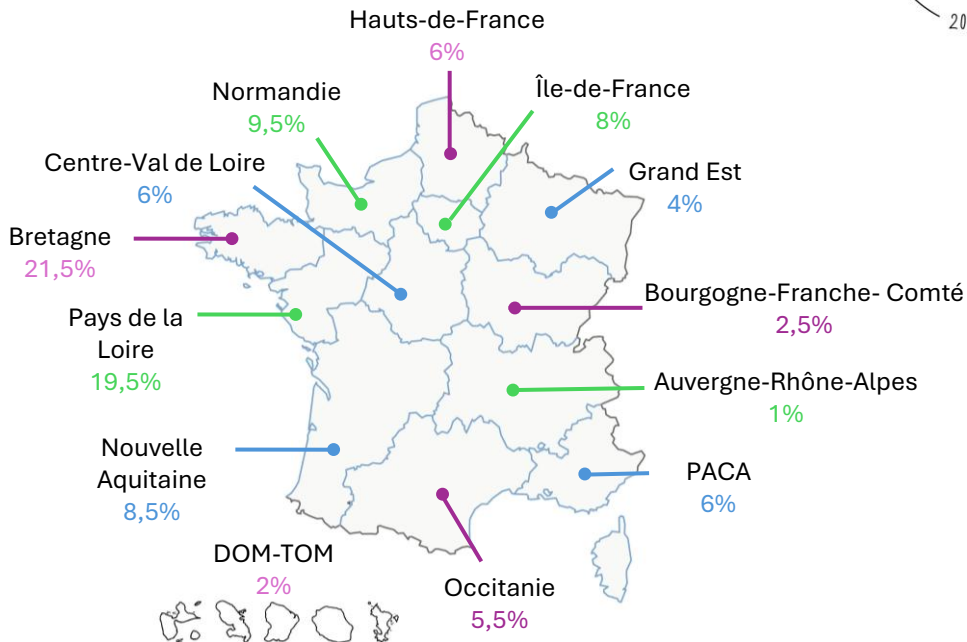 Hauts-de-France
6%
20
Île-de-France
8%
Normandie
9,5%
Centre-Val de Loire
6%
Grand Est
4%
Bretagne
21,5%
Bourgogne-Franche- Comté
2,5%
Pays de la
Loire
19,5%
Auvergne-Rhône-Alpes
1%
Nouvelle
Aquitaine
8,5%
PACA
6%
DOM-TOM
2%
Occitanie
5,5%